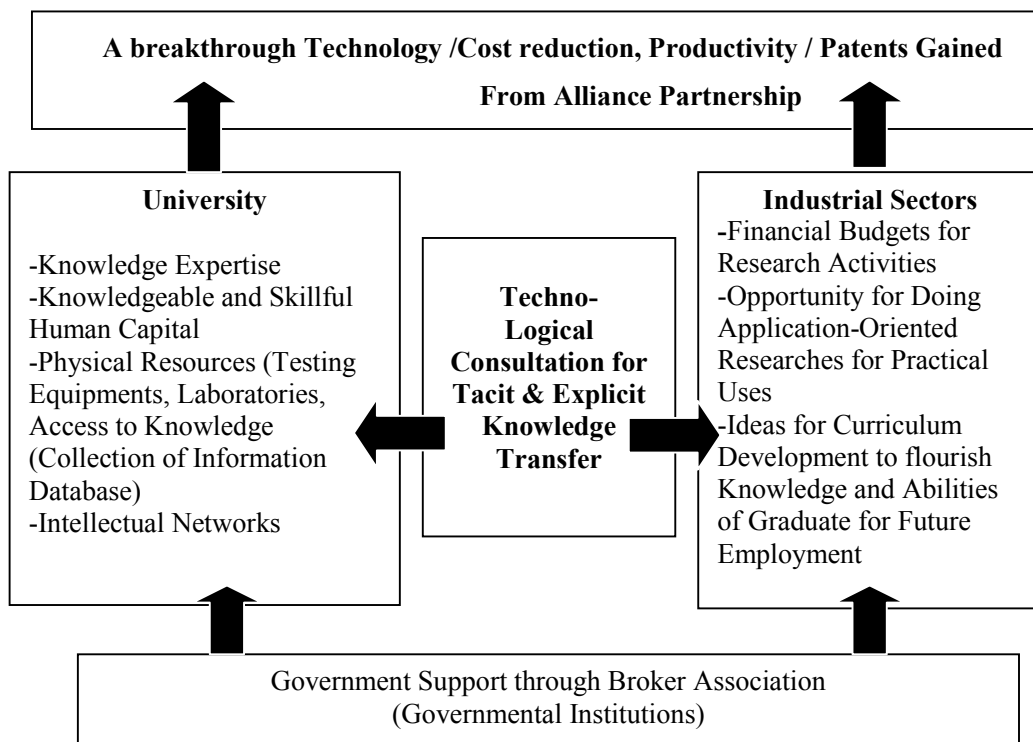 A breakthrough Technology /Cost reduction, Productivity / Patents Gained
From Alliance Partnership
University
-Knowledge Expertise
-Knowledgeable and Skillful
Human Capital
-Physical Resources (Testing
Equipments, Laboratories,
Access to Knowledge
(Collection of Information
Database)
-Intellectual Networks
Techno-
Logical
Consultation for
Tacit & Explicit
Knowledge
Transfer
Industrial Sectors
-Financial Budgets for
Research Activities
-Opportunity for Doing
Application-Oriented
Researches for Practical
Uses
-Ideas for Curriculum
Development to flourish
Knowledge and Abilities
of Graduate for Future
Employment
Government Support through Broker Association
(Governmental Institutions)